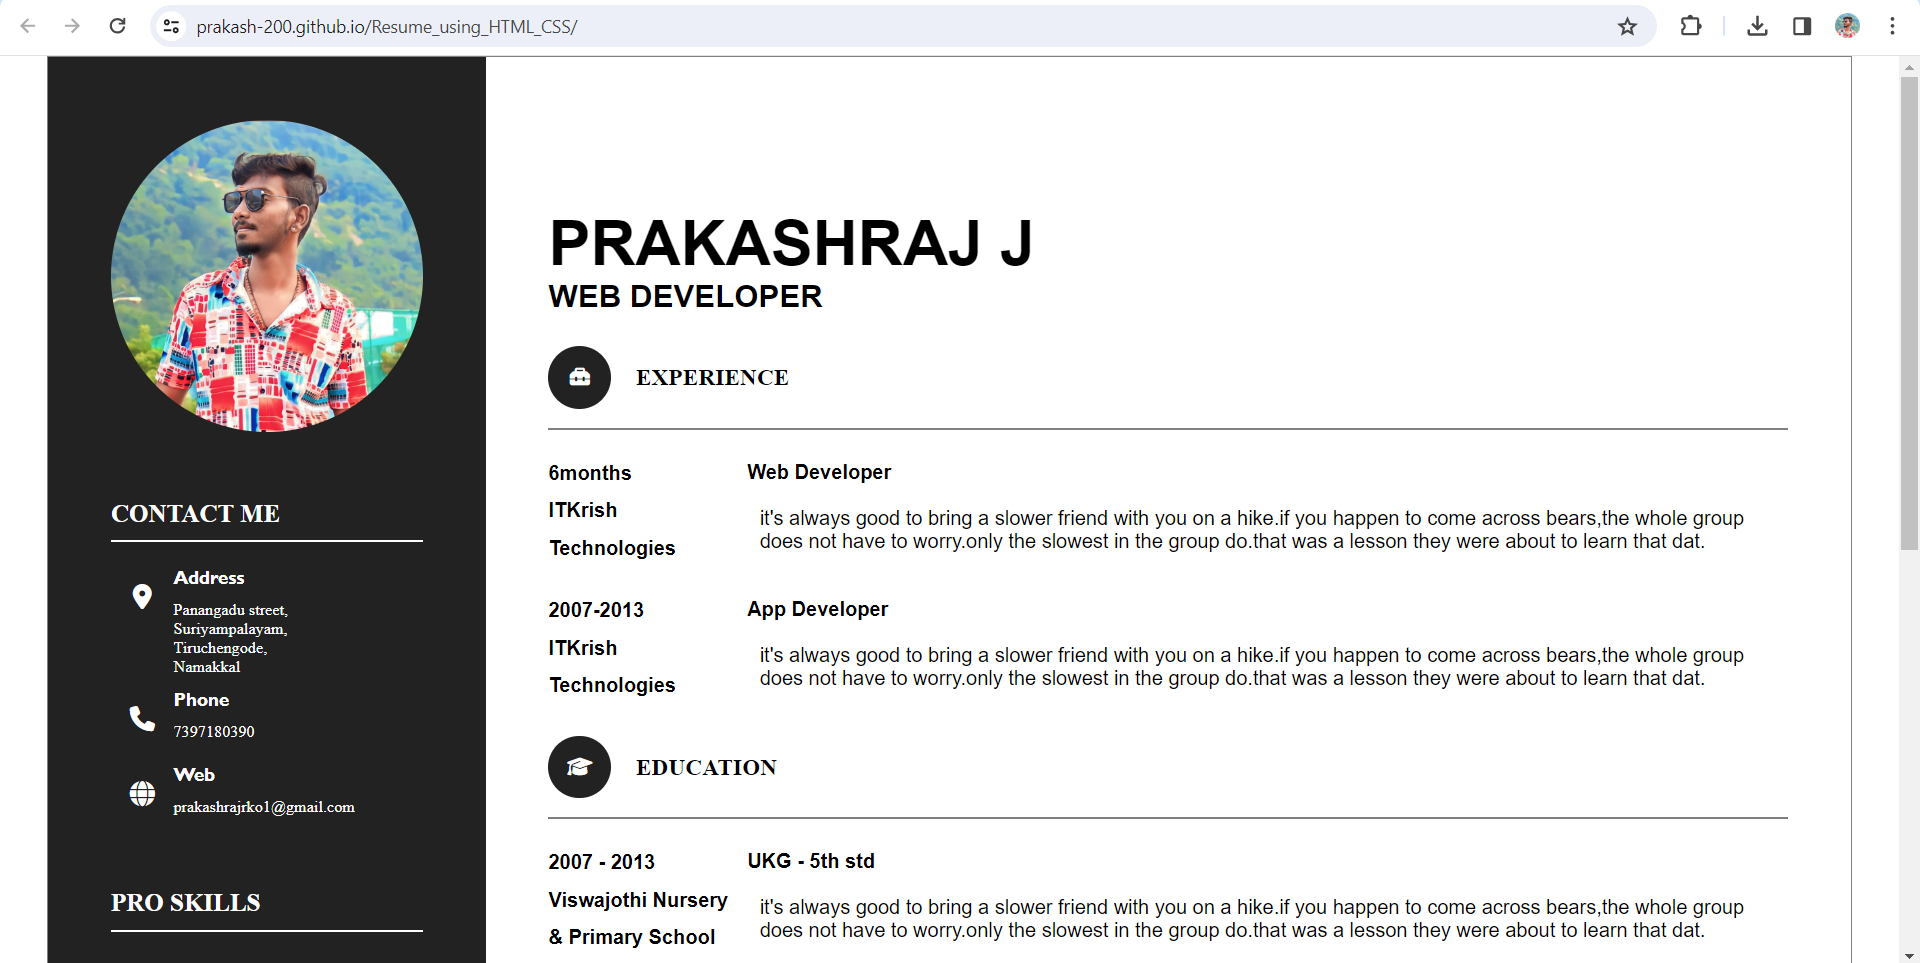 prakash-200.github.io/Resume_using_HTML_CSS/
CONTACT ME
Address
Panangadu street,
Suriyampalayam,
Tiruchengode,
Namakkal
Phone
7397180390
Web
prakashrajrko1@gmail.com
PRO SKILLS
PRAKASHRAJ J
WEB DEVELOPER
EXPERIENCE
6months
ITKrish
Technologies
Web Developer
it's always good to bring a slower friend with you on a hike.if you happen to come across bears,the whole group
does not have to worry.only the slowest in the group do.that was a lesson they were about to learn that dat.
2007-2013
ITKrish
Technologies
App Developer
it's always good to bring a slower friend with you on a hike.if you happen to come across bears,the whole group
does not have to worry.only the slowest in the group do.that was a lesson they were about to learn that dat.
EDUCATION
2007 - 2013
Viswajothi Nursery
& Primary School
UKG - 5th std
it's always good to bring a slower friend with you on a hike.if you happen to come across bears,the whole group
does not have to worry.only the slowest in the group do.that was a lesson they were about to learn that dat.